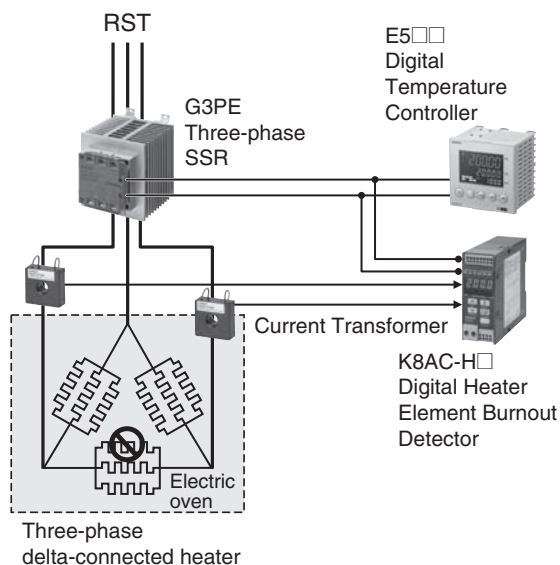 RST
E5□□
Digital
Temperature
Controller
G3PE
Three-phase
SSR
Current Transformer
K8AC-H□
Digital Heater
Element Burnout
Detector
Electric
oven
Three-phase
delta-connected heater